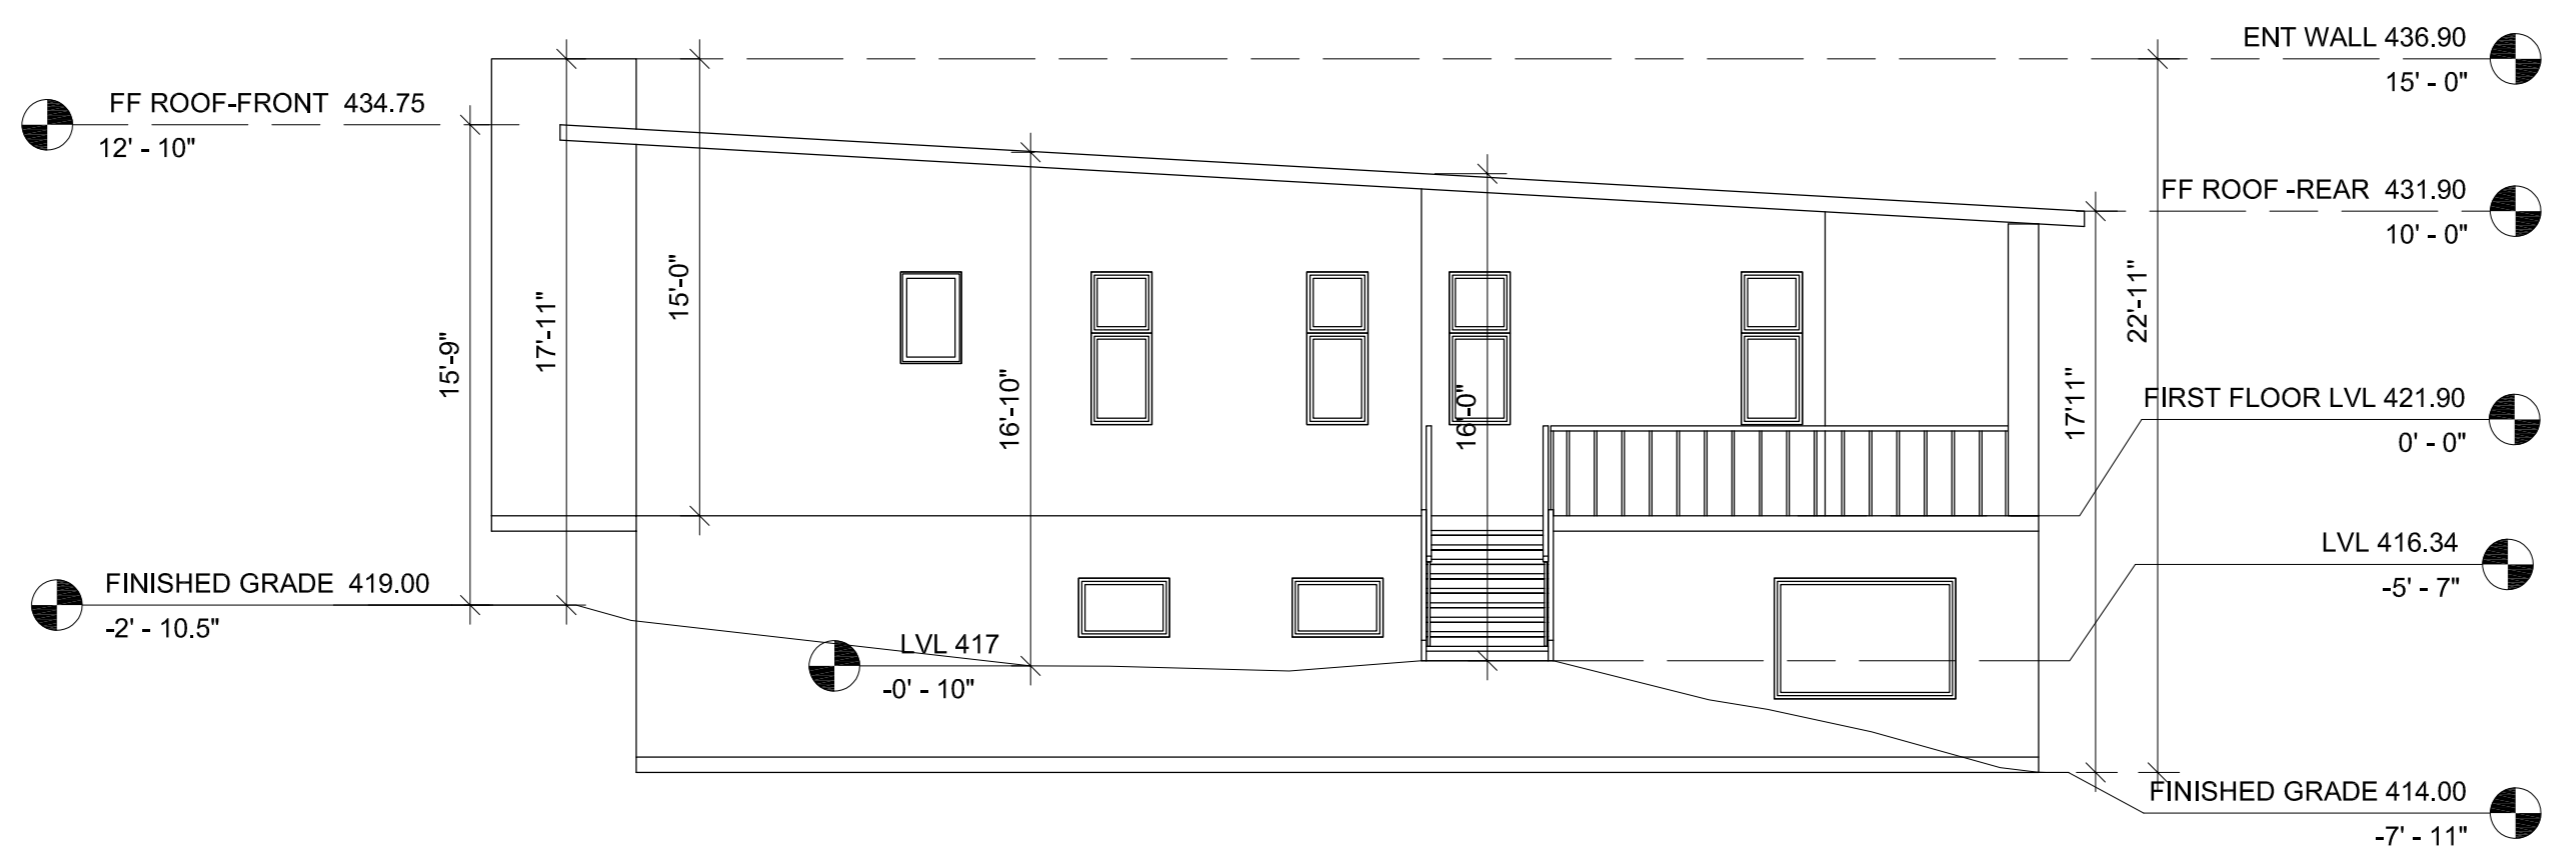 ENT WALL 436.90
15' - 0"
FF ROOF-FRONT 434.75
12' - 10"
FF ROOF -REAR 431.90
10' - 0"
15'-9"
17'-11"
15'-0"
16'-10"
16'-0"
17'11"
22'-11"
FIRST FLOOR LVL 421.90
0' - 0"
LVL 416.34
-5' - 7"
FINISHED GRADE 419.00
-2' - 10.5"
LVL 417
-0' - 10"
FINISHED GRADE 414.00
-7' - 11"